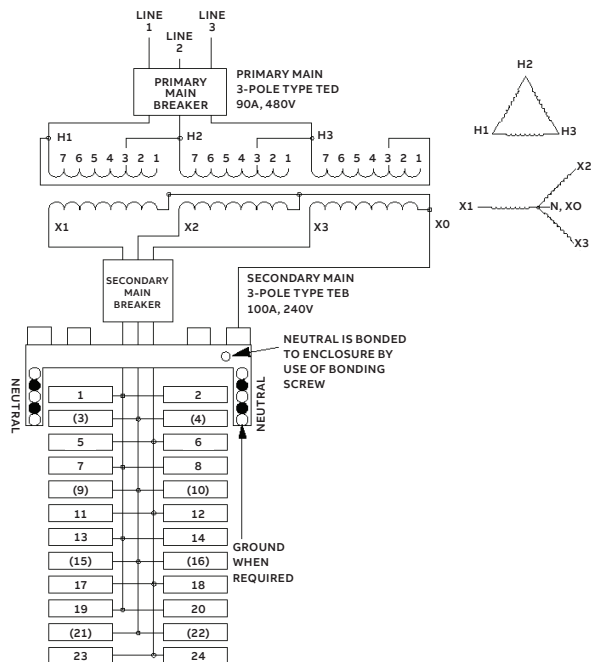 LINE
1
LINE
2
LINE
3
PRIMARY
MAIN
BREAKER
PRIMARY MAIN
3-POLE TYPE TED
90A, 480V
H1
H2
H3
7 6 5 4 3 2 1
7 6 5 4 3 2 1
7 6 5 4 3 2 1
X1
X2
X3
X0
H2
H1
H3
X2
X1
N, XO
X3
SECONDARY
MAIN
BREAKER
SECONDARY MAIN
3-POLE TYPE TEB
100A, 240V
NEUTRAL IS BONDED
TO ENCLOSURE BY
USE OF BONDING
SCREW
NEUTRAL
NEUTRAL
1
2
(3)
(4)
5
6
7
8
(9)
(10)
11
12
13
14
(15)
(16)
17
18
19
20
(21)
(22)
23
24
GROUND
WHEN
REQUIRED